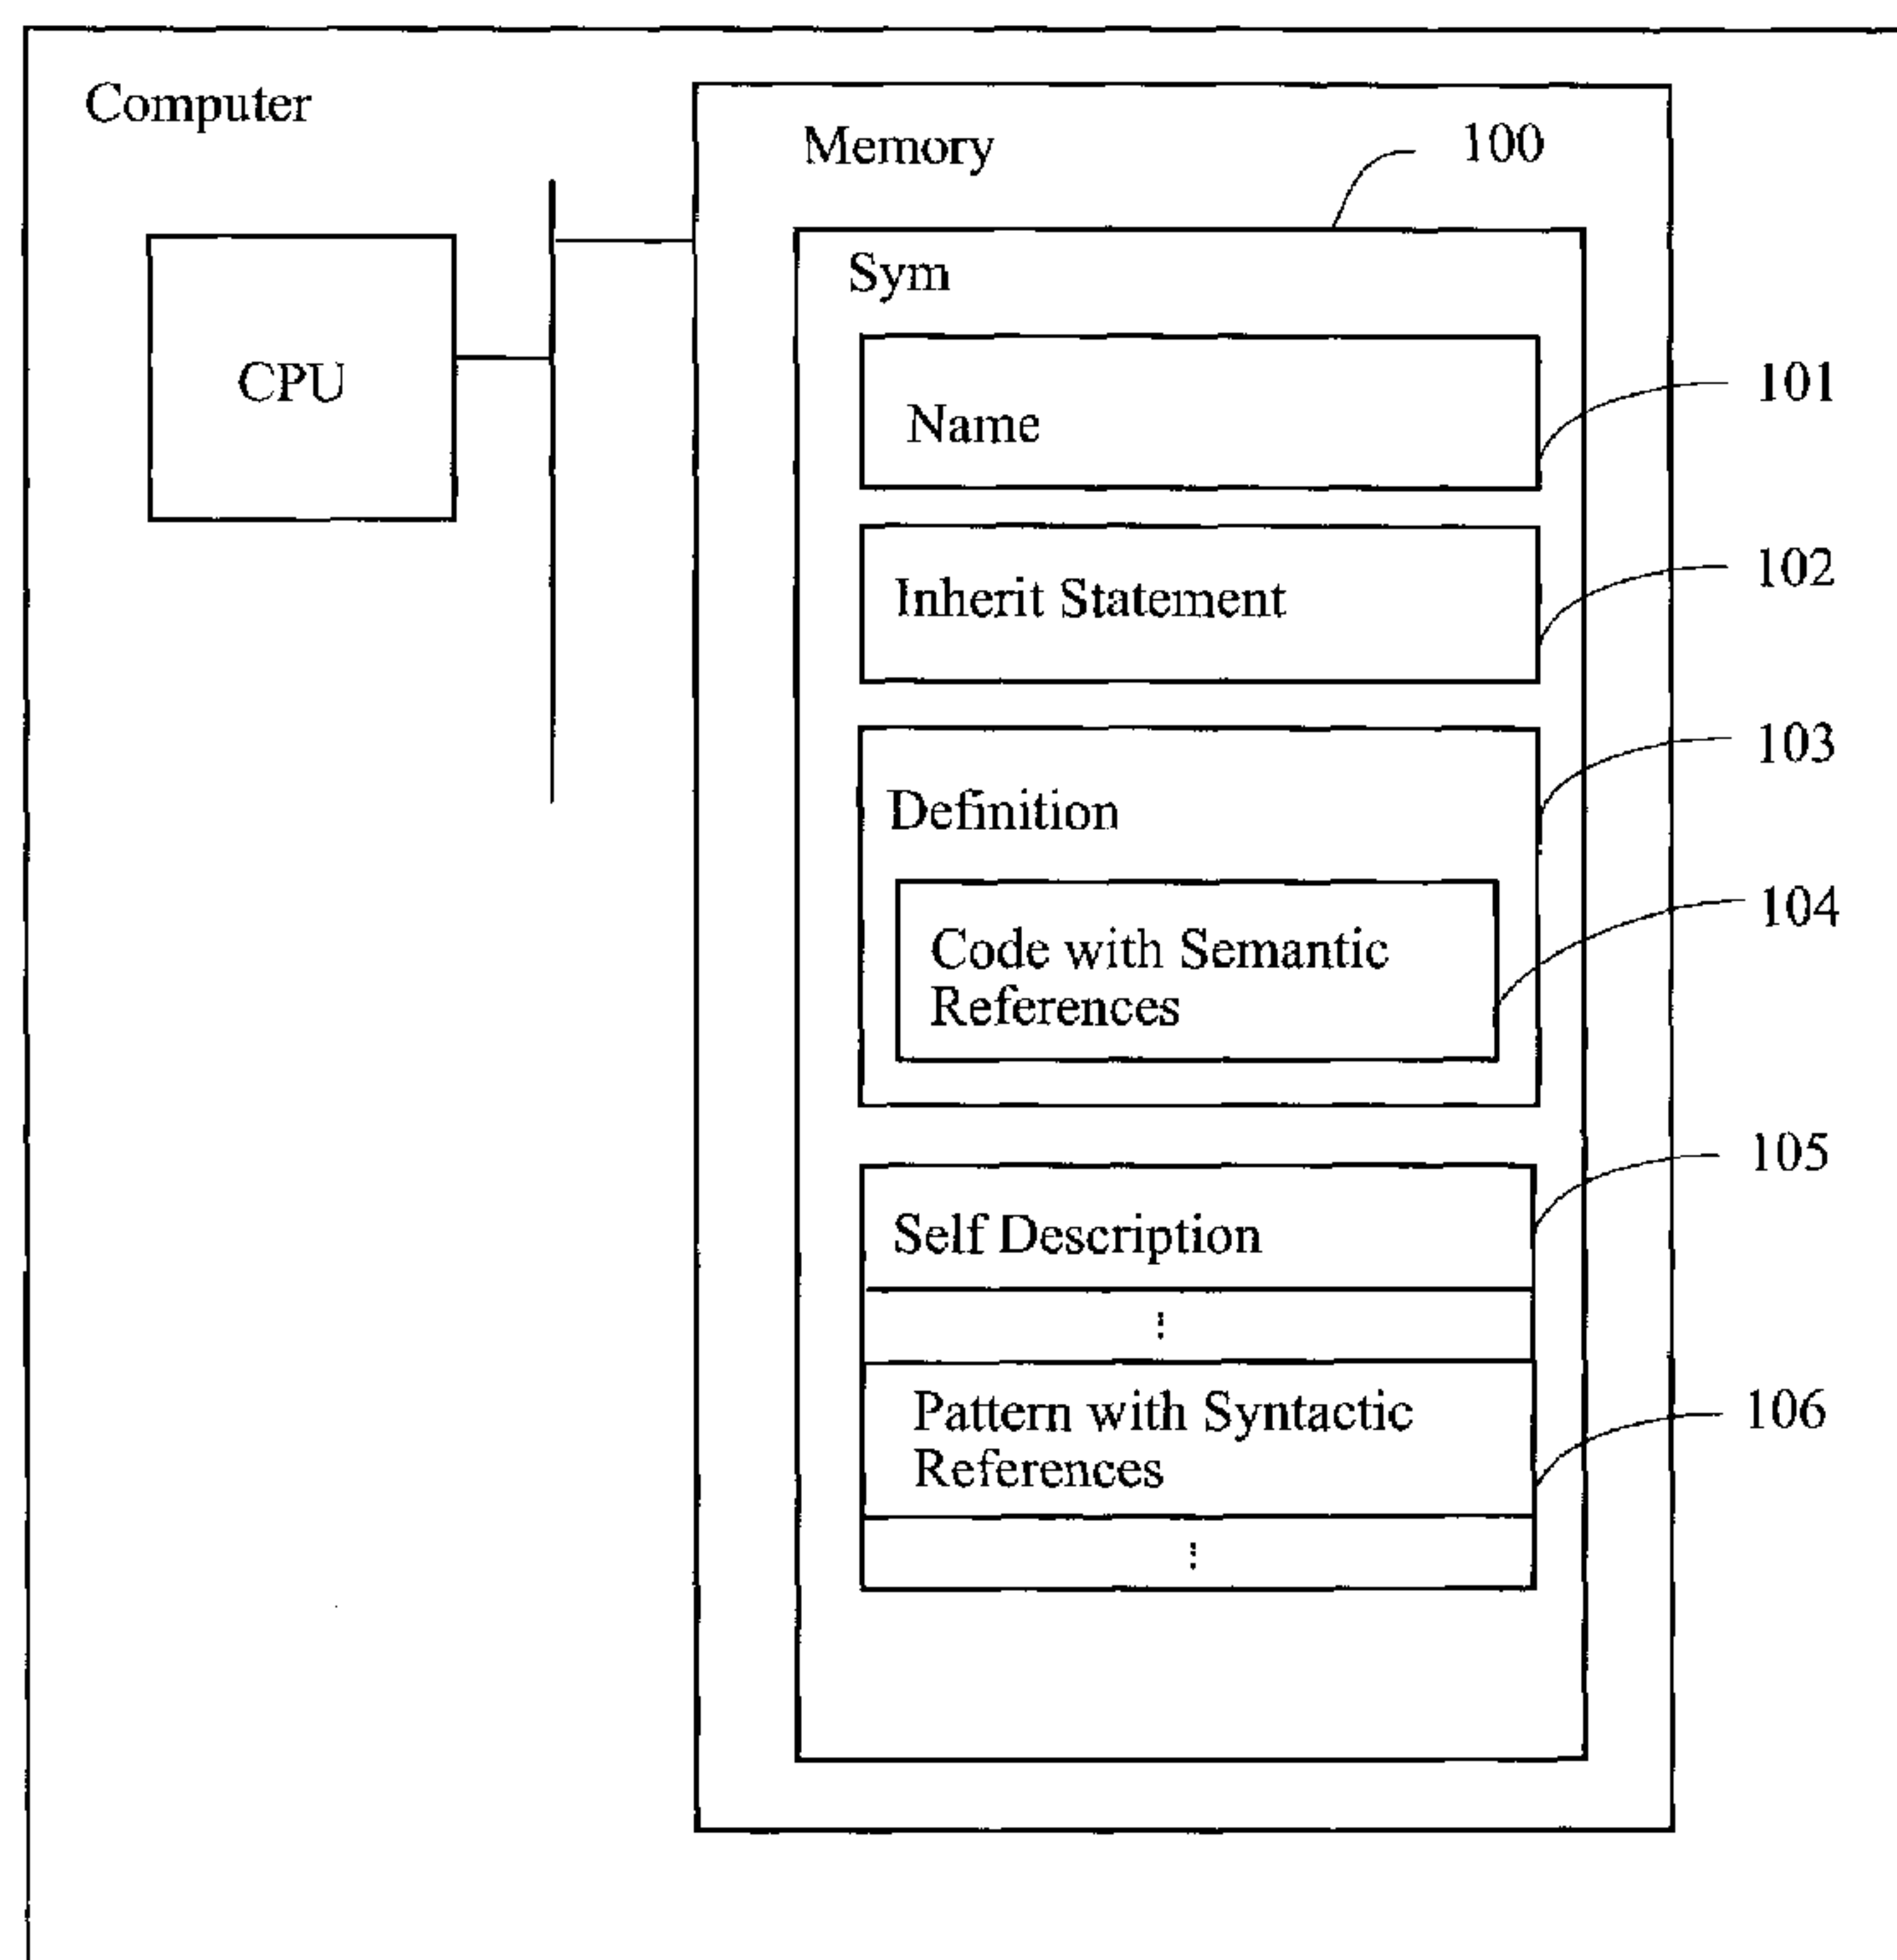 Computer
Memory
100
Sym
CPU
Name
101
Inherit Statement
102
103
Definition
104
Code with Semantic
References
105
Self Description
Pattern with Syntactic
References
106